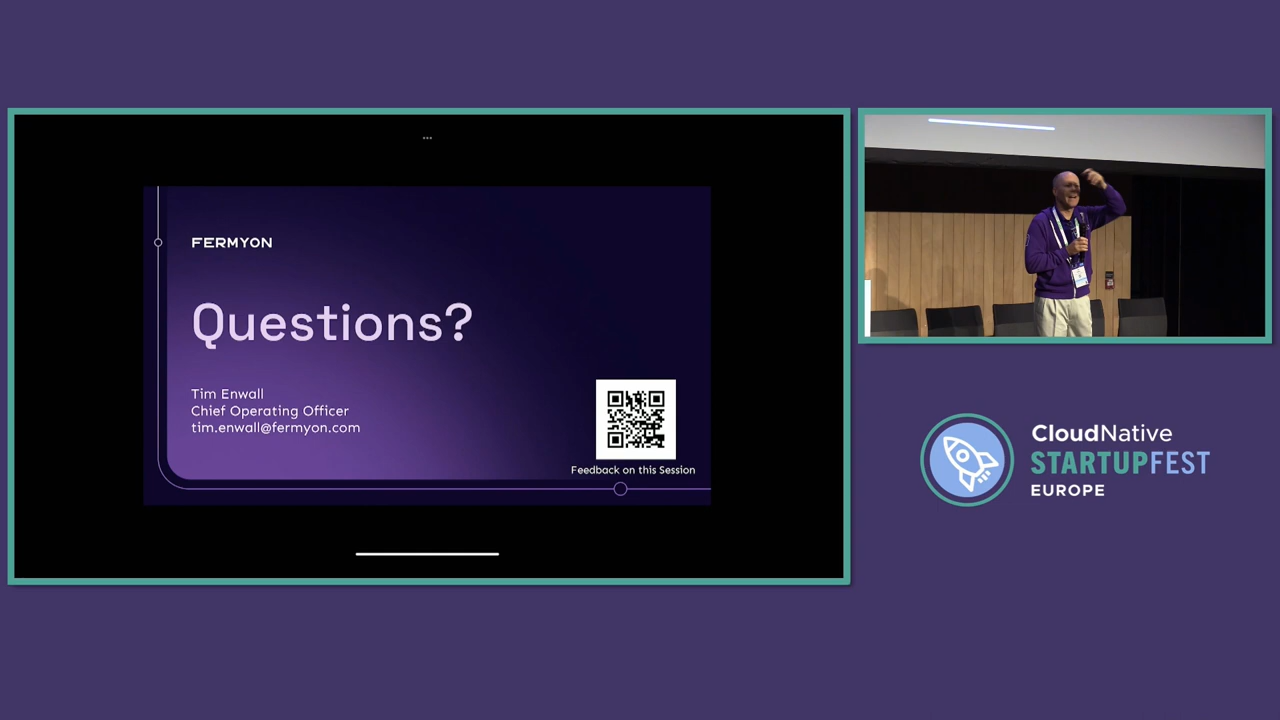 FERMYON
Questions?
Tim Enwall
Chief Operating Officer
tim.enwall@fermyon.com
Feedback on this Session
CloudNative
STARTUPFEST
EUROPE